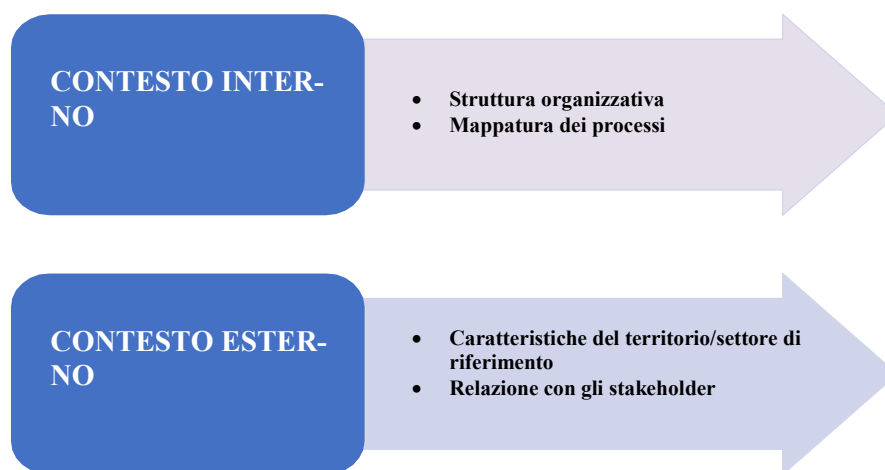 CONTESTO INTER-
NO
• Struttura organizzativa
• Mappatura dei processi
CONTESTO ESTER-
NO
• Caratteristiche del territorio/settore di
riferimento
• Relazione con gli stakeholder